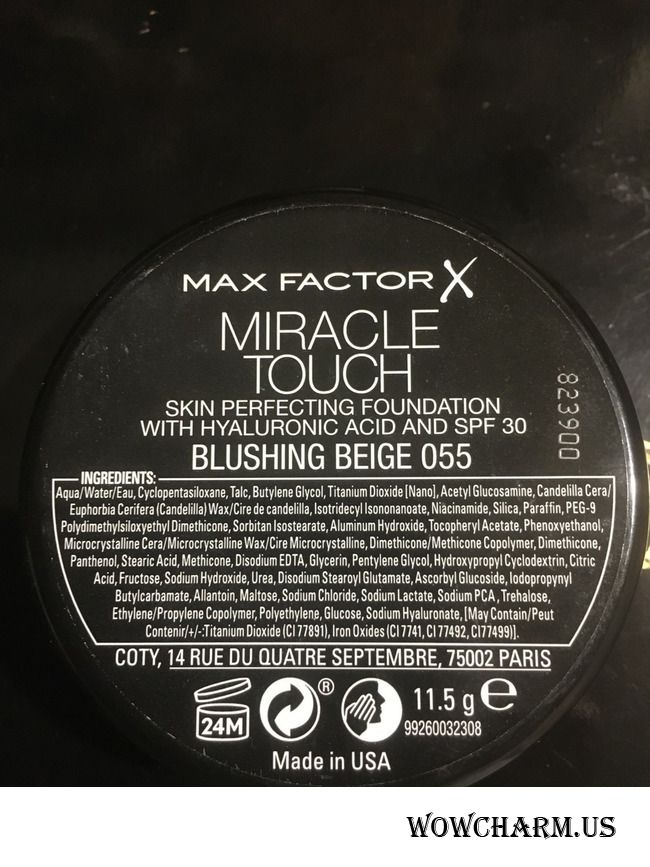 MAX FACTOR X
MIRACLE
TOUCH
SKIN PERFECTING FOUNDATION
WITH HYALURONIC ACID AND SPF 30
BLUSHING BEIGE 055
823900
INGREDIENTS:
Aqua/Water/Eau, Cyclopentasiloxane, Talc, Butylene Glycol, Titanium Dioxide [Nano], Acetyl Glucosamine, Candelilla Cera/
Euphorbia Cerifera (Candelilla) Wax/Cire de candelilla, Isotridecyl Isononanoate, Niacinamide, Silica, Paraffin, PEG-9
Polydimethylsiloxyethyl Dimethicone, Sorbitan Isostearate, Aluminum Hydroxide, Tocopheryl Acetate, Phenoxyethanol,
Microcrystalline Cera/Microcrystalline Wax/Cire Microcrystalline, Dimethicone/Methicone Copolymer, Dimethicone,
Panthenol, Stearic Acid, Methicone, Disodium EDTA, Glycerin, Pentylene Glycol, Hydroxypropyl Cyclodextrin, Citric
Acid, Fructose, Sodium Hydroxide, Urea, Disodium Stearoyl Glutamate, Ascorbyl Glucoside, Iodopropynyl
Butylcarbamate, Allantoin, Maltose, Sodium Chloride, Sodium Lactate, Sodium PCA, Trehalose,
Ethylene/Propylene Copolymer, Polyethylene, Glucose, Sodium Hyaluronate, [May Contain/Peut
Contenir/+/-:Titanium Dioxide (CI 77891), Iron Oxides (CI 7741, CI 77492, CI77499)].
COTY, 14 RUE DU QUATRE SEPTEMBRE, 75002 PARIS
24M ® 11.5 g e
99260032308
Made in USA
WOWCHARM.US